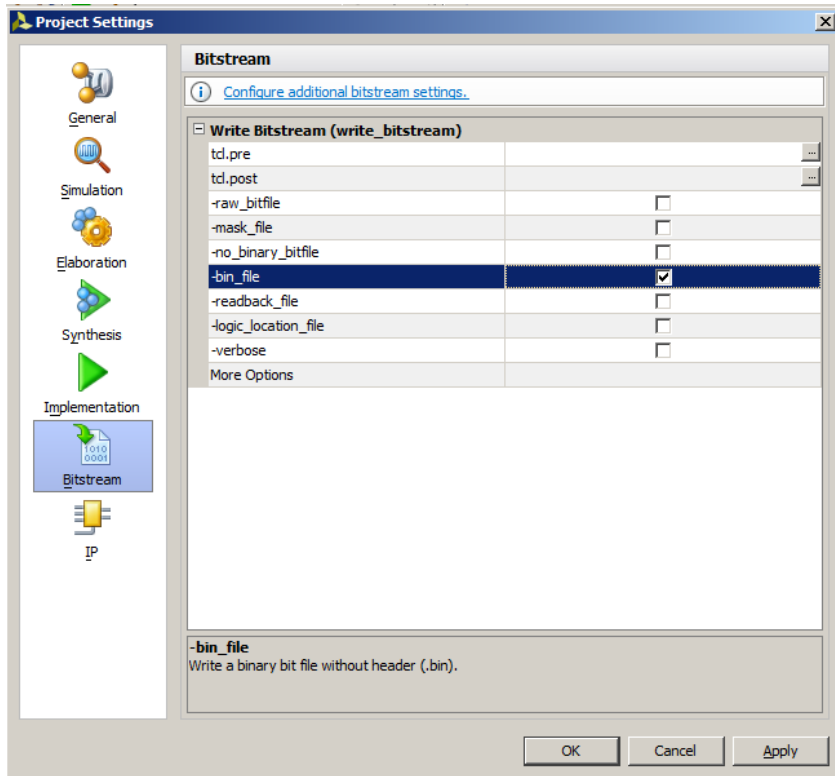 Project Settings
General
Simulation
Elaboration
Synthesis
Implementation
1010
0001
Bitstream
IP
Bitstream
Configure additional bitstream settings.
Write Bitstream (write_bitstream)
tcl.pre
...
tcl.post
...
-raw_bitfile
-mask_file
-no_binary_bitfile
-bin_file
-readback_file
-logic_location_file
-verbose
More Options
-bin_file
Write a binary bit file without header (.bin).
OK Cancel Apply